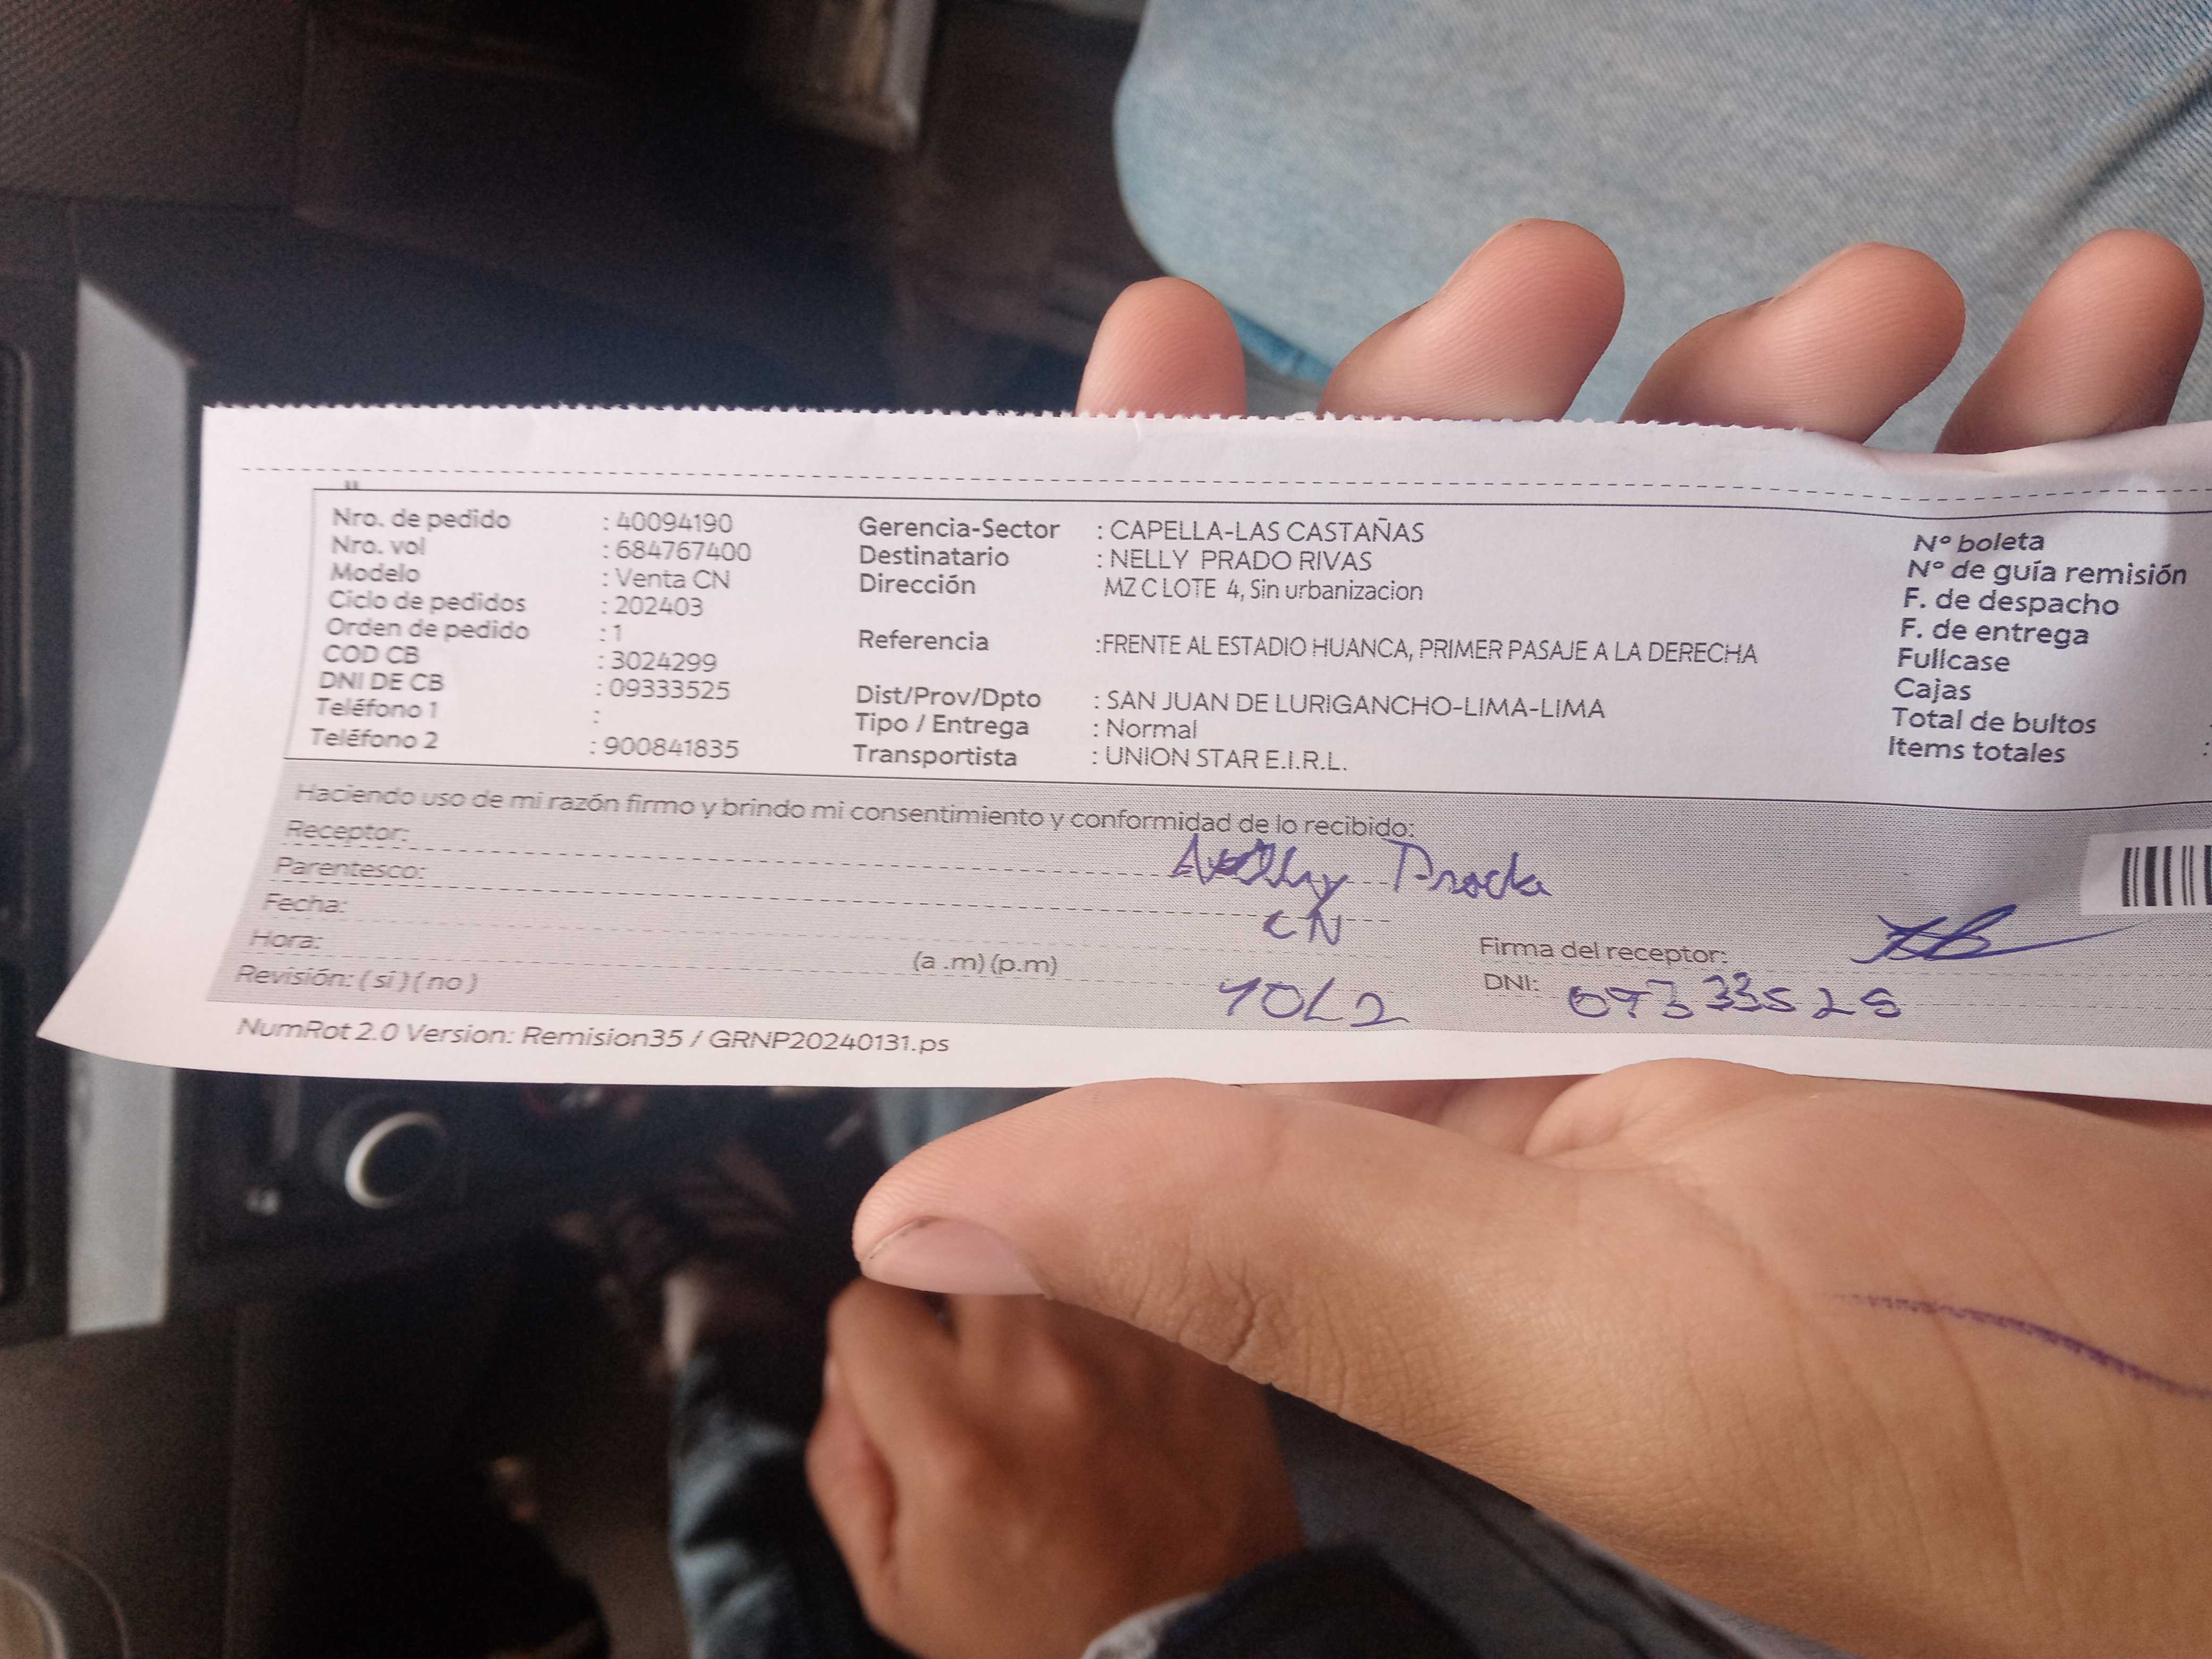 Nro. de pedido : 40094190
Nro. vol : 684767400
Modelo : Venta CN
Ciclo de pedidos : 202403
Orden de pedido : 1
COD CB : 3024299
DNI DE CB : 09333525
Teléfono 1 :
Teléfono 2 : 900841835
Gerencia-Sector : CAPELLA-LAS CASTAÑAS
Destinatario : NELLY PRADO RIVAS
Dirección MZ C LOTE 4, Sin urbanizacion
Referencia :FRENTE AL ESTADIO HUANCA, PRIMER PASAJE A LA DERECHA
Dist/Prov/Dpto : SAN JUAN DE LURIGANCHO-LIMA-LIMA
Tipo / Entrega : Normal
Transportista : UNION STAR E.I.R.L.
Nº boleta
Nº de guía remisión
F. de despacho
F. de entrega
Fullcase
Cajas
Total de bultos
Items totales :
Haciendo uso de mi razón firmo y brindo mi consentimiento y conformidad de lo recibido:
Receptor:
Parentesco: CN
Fecha:
Hora: (a .m) (p.m)
Revisión: ( si ) ( no )
Firma del receptor:
DNI: 09333525
NumRot 2.0 Version: Remision35 / GRNP20240131.ps